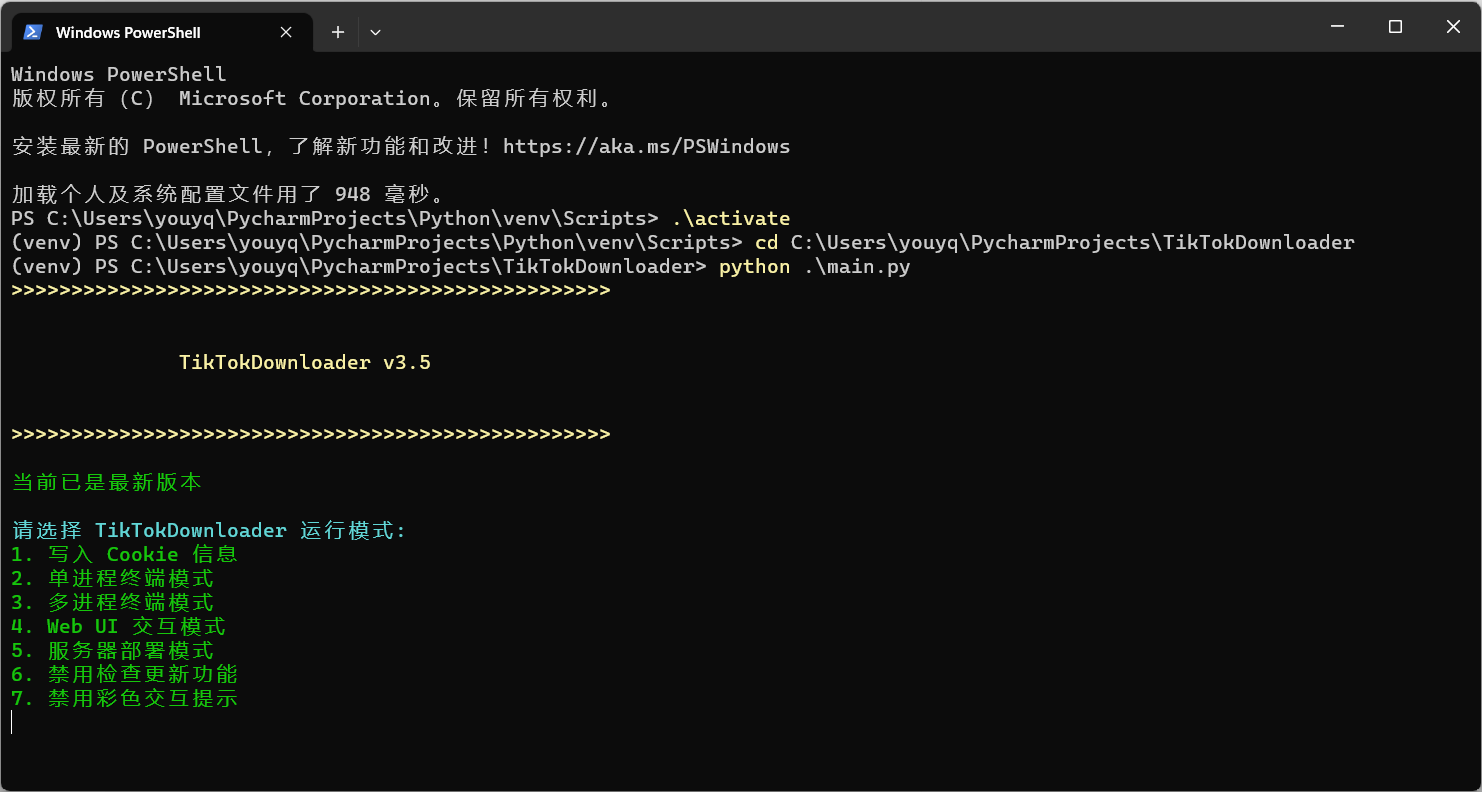 Windows PowerShell
Windows PowerShell
版权所有 (C) Microsoft Corporation。保留所有权利。
安装最新的 PowerShell，了解新功能和改进！https://aka.ms/PSWindows
加载个人及系统配置文件用了 948 毫秒。
PS C:\Users\youyq\PycharmProjects\Python\venv\Scripts> .\activate
(venv) PS C:\Users\youyq\PycharmProjects\Python\venv\Scripts> cd C:\Users\youyq\PycharmProjects\TikTokDownloader
(venv) PS C:\Users\youyq\PycharmProjects\TikTokDownloader> python .\main.py
>>>>>>>>>>>>>>>>>>>>>>>>>>>>>>>>>>>>>>>>>>>>>>>>>>
TikTokDownloader v3.5
>>>>>>>>>>>>>>>>>>>>>>>>>>>>>>>>>>>>>>>>>>>>>>>>>>
当前已是最新版本
请选择 TikTokDownloader 运行模式:
1. 写入 Cookie 信息
2. 单进程终端模式
3. 多进程终端模式
4. Web UI 交互模式
5. 服务器部署模式
6. 禁用检查更新功能
7. 禁用彩色交互提示